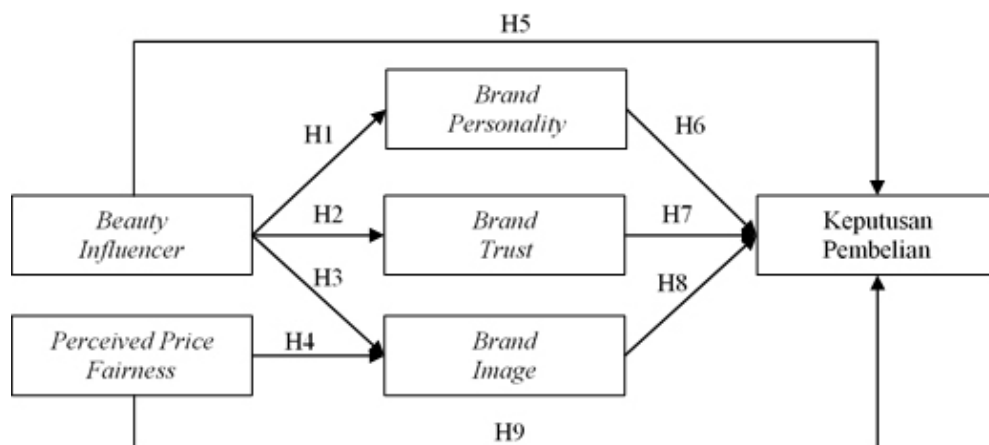 H5
Brand
Personality
H1
H6
Beauty
Influencer
H2
Brand
Trust
H7
Keputusan
Pembelian
H3
H8
Perceived Price
Fairness
H4
Brand
Image
H9